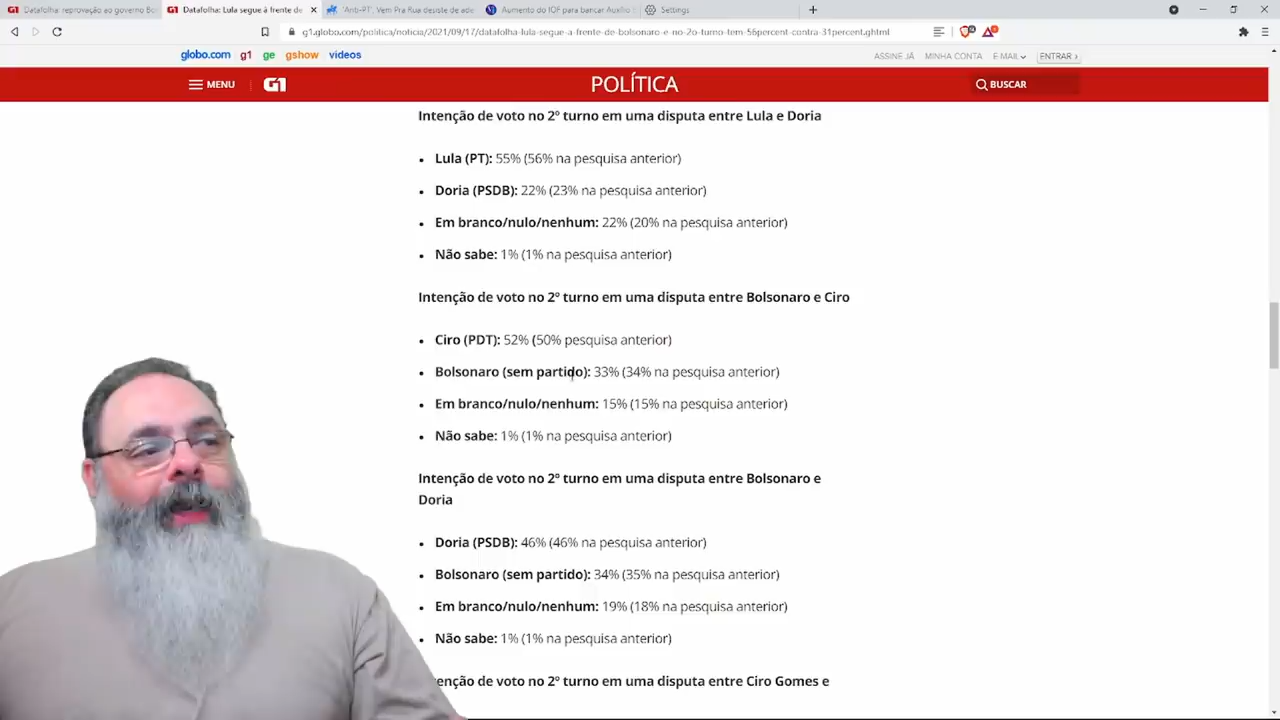 Datafolha: reprovação ao governo Bo
Datafolha: Lula segue à frente de
'Anti-PT', Vem Pra Rua desiste de ade
Aumento do IOF para bancar Auxílio
Settings
g1.globo.com/politica/noticia/2021/09/17/datafolha-lula-segue-a-frente-de-bolsonaro-e-no-2o-turno-tem-56percent-contra-31percent.ghtml
globo.com g1 ge gshow videos ASSINE JÁ MINHA CONTA E-MAIL ENTRAR ›
MENU G1 POLÍTICA BUSCAR
Intenção de voto no 2º turno em uma disputa entre Lula e Doria
• Lula (PT): 55% (56% na pesquisa anterior)
• Doria (PSDB): 22% (23% na pesquisa anterior)
• Em branco/nulo/nenhum: 22% (20% na pesquisa anterior)
• Não sabe: 1% (1% na pesquisa anterior)
Intenção de voto no 2º turno em uma disputa entre Bolsonaro e Ciro
• Ciro (PDT): 52% (50% pesquisa anterior)
• Bolsonaro (sem partido): 33% (34% na pesquisa anterior)
• Em branco/nulo/nenhum: 15% (15% na pesquisa anterior)
• Não sabe: 1% (1% na pesquisa anterior)
Intenção de voto no 2º turno em uma disputa entre Bolsonaro e
Doria
• Doria (PSDB): 46% (46% na pesquisa anterior)
• Bolsonaro (sem partido): 34% (35% na pesquisa anterior)
• Em branco/nulo/nenhum: 19% (18% na pesquisa anterior)
• Não sabe: 1% (1% na pesquisa anterior)
enção de voto no 2º turno em uma disputa entre Ciro Gomes e